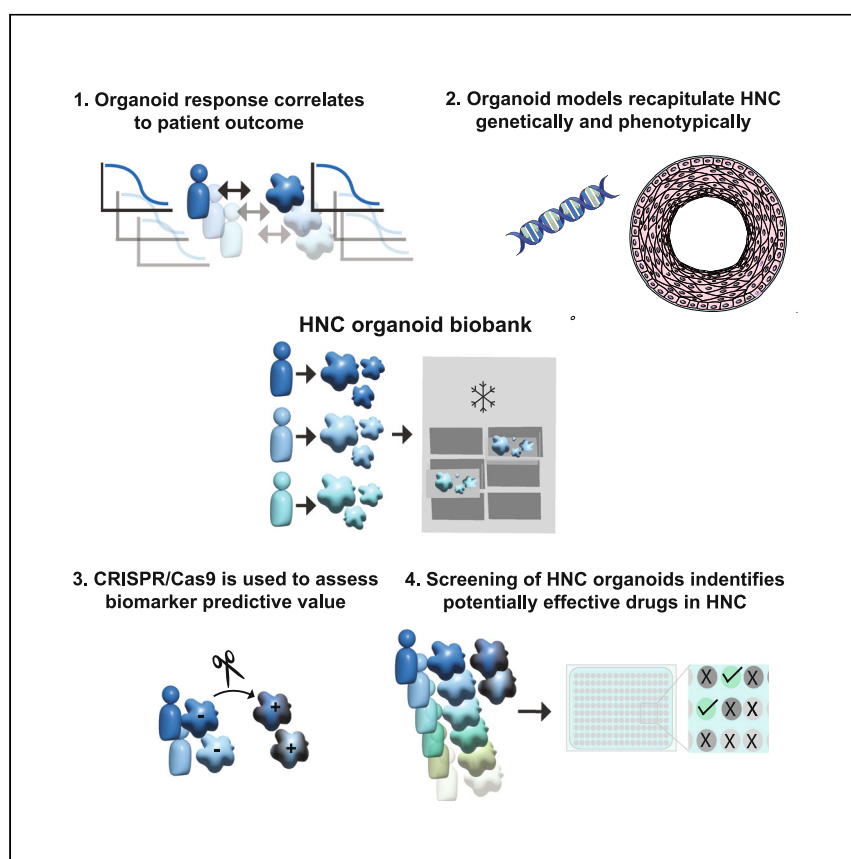 1. Organoid response correlates
to patient outcome
2. Organoid models recapitulate HNC
genetically and phenotypically
HNC organoid biobank
3. CRISPR/Cas9 is used to assess
biomarker predictive value
4. Screening of HNC organoids indentifies
potentially effective drugs in HNC
- +
- +
X ✓ X
✓ X X
X X X